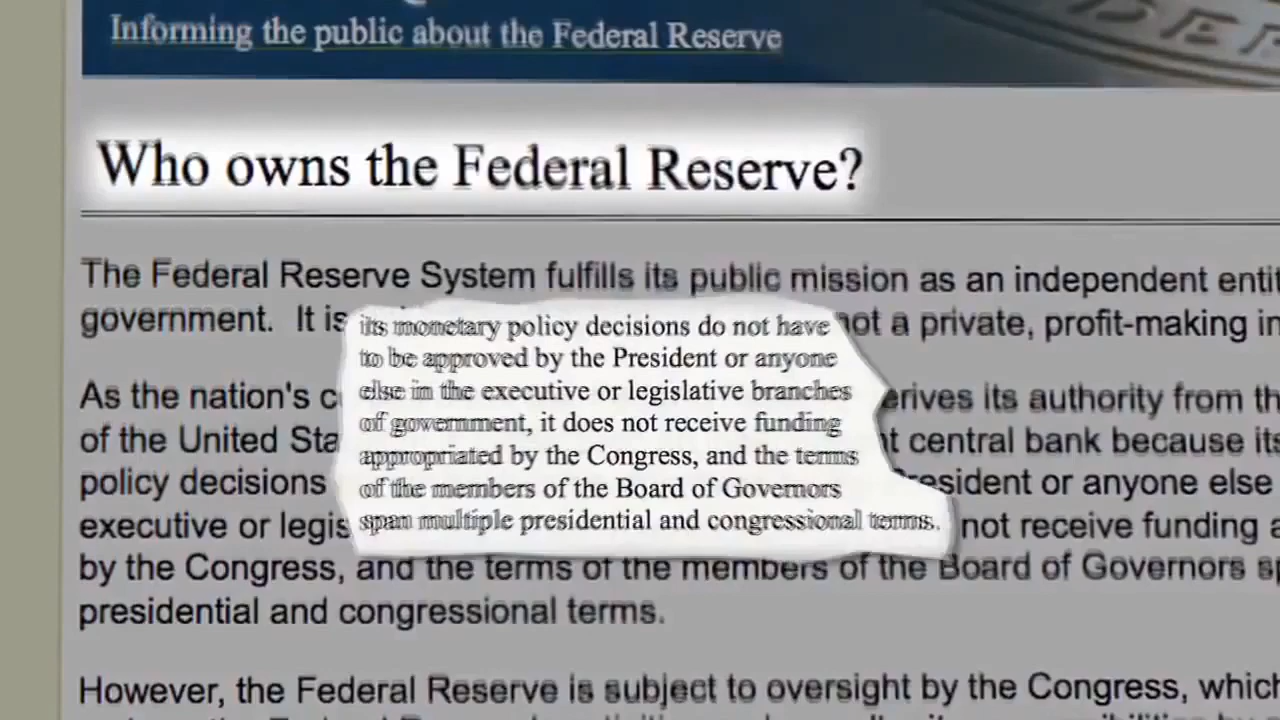 Informing the public about the Federal Reserve
Who owns the Federal Reserve?
The Federal Reserve System fulfills its public mission as an independent entit
government. It is
ot a private, profit-making in
its monetary policy decisions do not have
to be approved by the President or anyone
else in the executive or legislative branches
of government, it does not receive funding
appropriated by the Congress, and the terms
of the members of the Board of Governors
span multiple presidential and congressional terms.
As the nation's c
erives its authority from th
of the United Sta
t central bank because its
policy decisions
resident or anyone else
executive or legis
not receive funding a
by the Congress, and the terms of the members of the Board of Governors sp
presidential and congressional terms.
However, the Federal Reserve is subject to oversight by the Congress, which